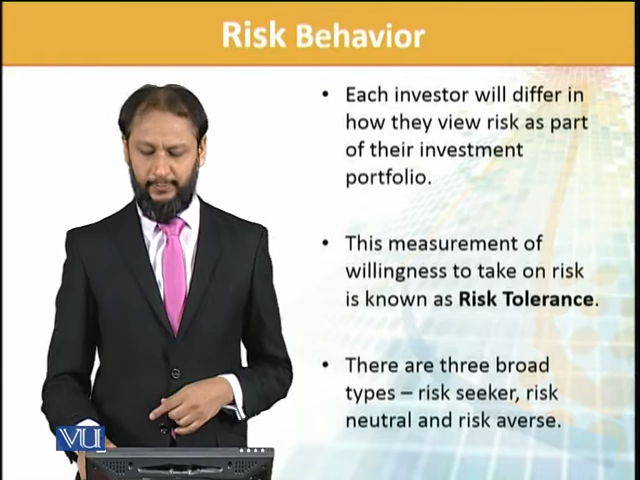 Risk Behavior
• Each investor will differ in
how they view risk as part
of their investment
portfolio.
• This measurement of
willingness to take on risk
is known as Risk Tolerance.
• There are three broad
types – risk seeker, risk
neutral and risk averse.
VU